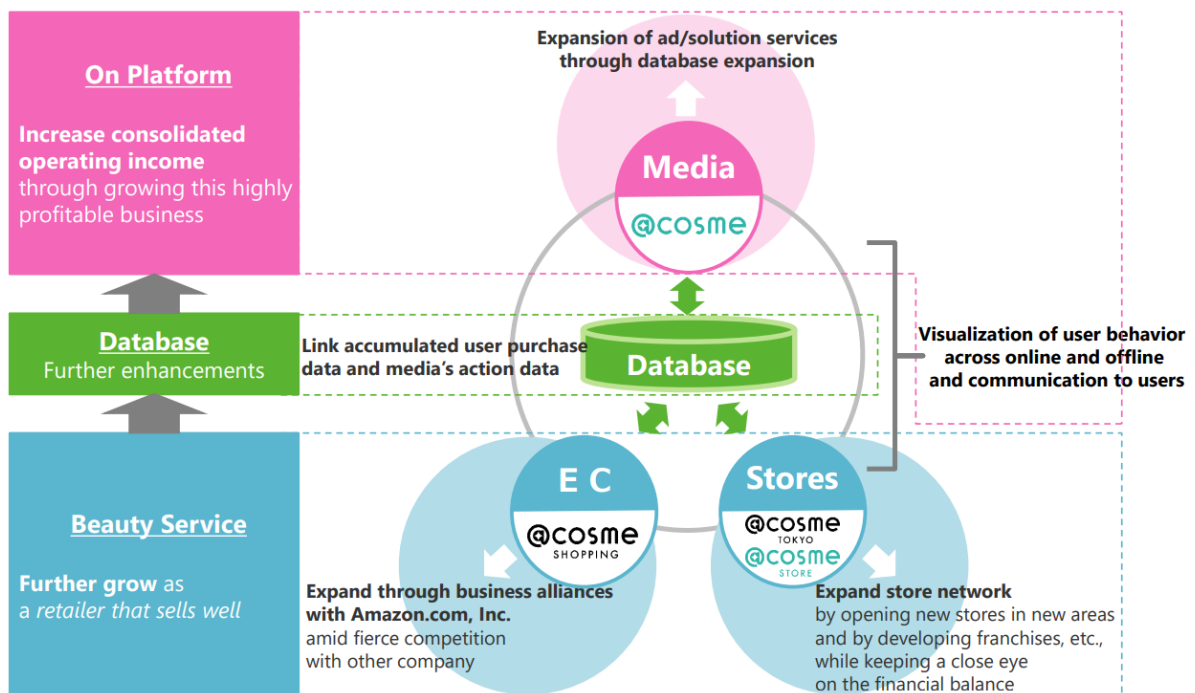 On Platform
Increase consolidated
operating income
through growing this highly
profitable business
Expansion of ad/solution services
through database expansion
Media
@cosme
Database
Further enhancements
Link accumulated user purchase
data and media's action data
Database
Visualization of user behavior
across online and offline
and communication to users
Beauty Service
Further grow as
a retailer that sells well
E C
@cosme
SHOPPING
Expand through business alliances
with Amazon.com, Inc.
amid fierce competition
with other company
Stores
@cosme
TOKYO
@cosme
STORE
Expand store network
by opening new stores in new areas
and by developing franchises, etc.,
while keeping a close eye
on the financial balance